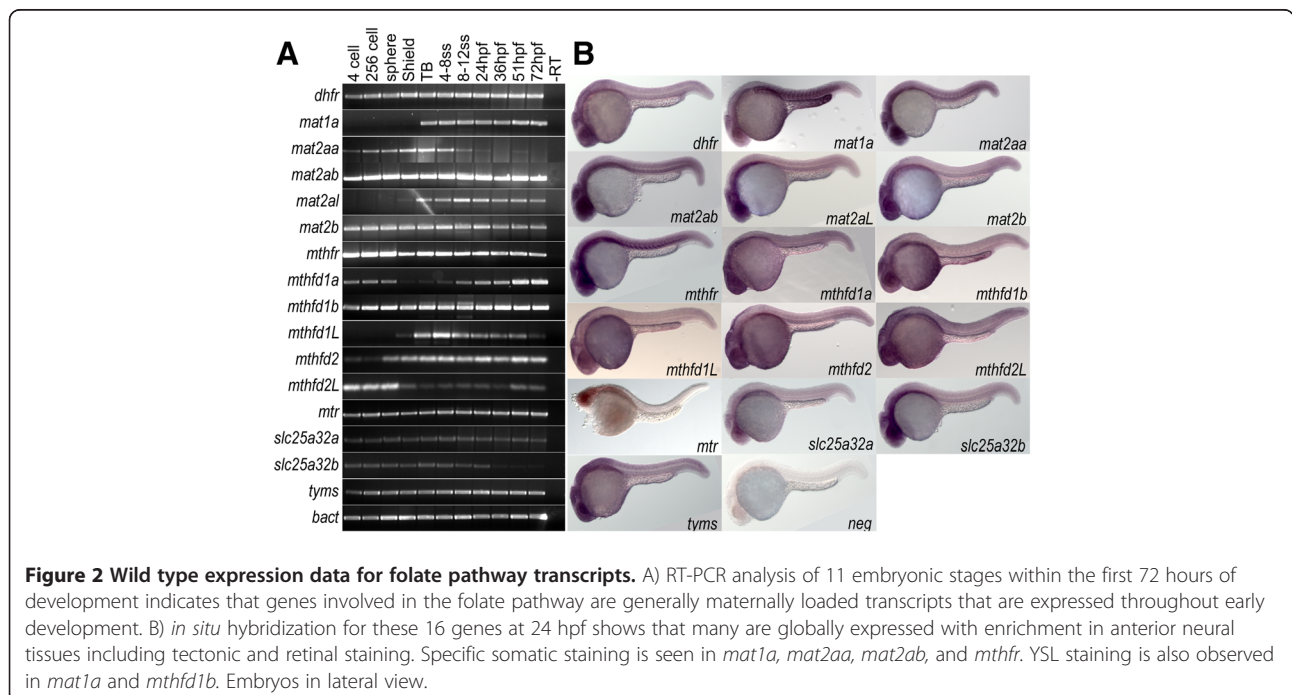 A
B
4 cell
256 cell
sphere
Shield
TB
4-8ss
8-12ss
24hpf
36hpf
51hpf
72hpf
-RT
dhfr
mat1a
mat2aa
mat2ab
mat2al
mat2b
mthfr
mthfd1a
mthfd1b
mthfd1L
mthfd2
mthfd2L
mtr
slc25a32a
slc25a32b
tyms
bact
dhfr
mat1a
mat2aa
mat2ab
mat2aL
mat2b
mthfr
mthfd1a
mthfd1b
mthfd1L
mthfd2
mthfd2L
mtr
slc25a32a
slc25a32b
tyms
neg
Figure 2 Wild type expression data for folate pathway transcripts. A) RT-PCR analysis of 11 embryonic stages within the first 72 hours of
development indicates that genes involved in the folate pathway are generally maternally loaded transcripts that are expressed throughout early
development. B) in situ hybridization for these 16 genes at 24 hpf shows that many are globally expressed with enrichment in anterior neural
tissues including tectonic and retinal staining. Specific somatic staining is seen in mat1a, mat2aa, mat2ab, and mthfr. YSL staining is also observed
in mat1a and mthfd1b. Embryos in lateral view.